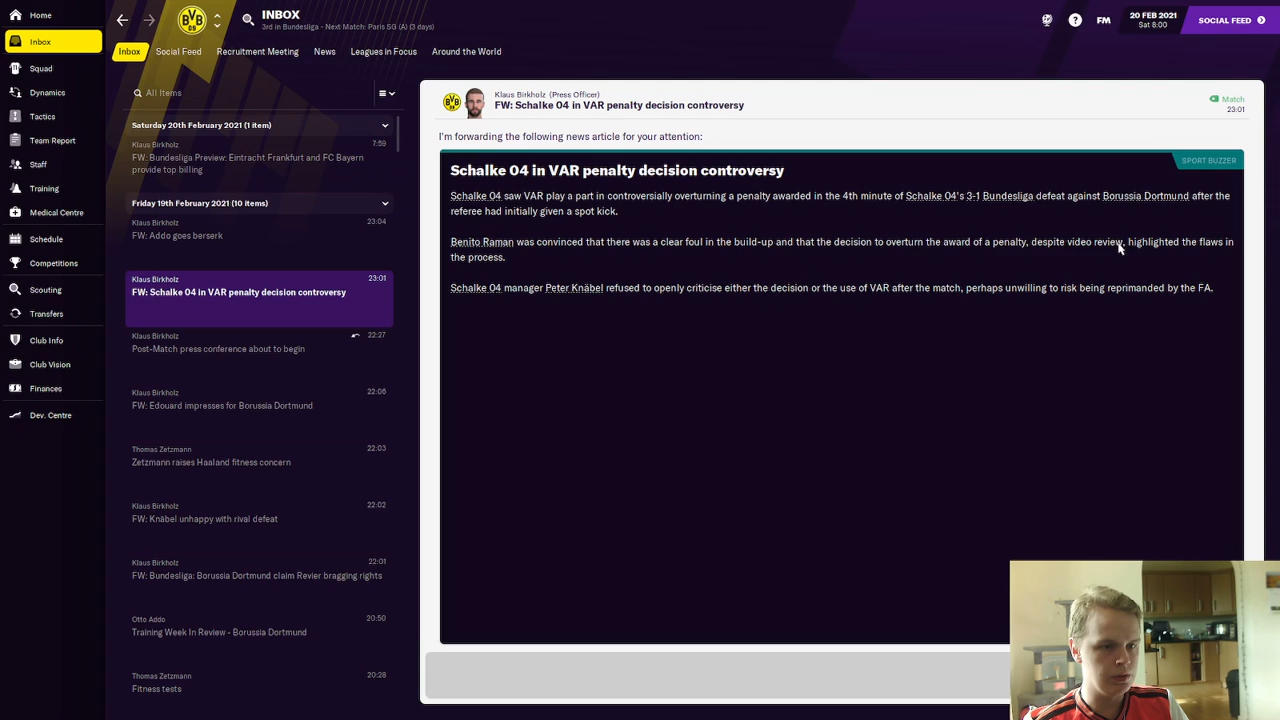 Home
Inbox
Squad
Dynamics
Tactics
Team Report
Staff
Training
Medical Centre
Schedule
Competitions
Scouting
Transfers
Club Info
Club Vision
Finances
Dev. Centre
BVB
09
INBOX
3rd in Bundesliga - Next Match: Paris SG (A) (3 days)
?
FM
20 FEB 2021
Sat 8:00
SOCIAL FEED
Inbox
Social Feed
Recruitment Meeting
News
Leagues in Focus
Around the World
All Items
Saturday 20th February 2021 (1 item)
Klaus Birkholz 7:59
FW: Bundesliga Preview: Eintracht Frankfurt and FC Bayern
provide top billing
Friday 19th February 2021 (10 items)
Klaus Birkholz 23:04
FW: Addo goes berserk
Klaus Birkholz 23:01
FW: Schalke 04 in VAR penalty decision controversy
Klaus Birkholz 22:27
Post-Match press conference about to begin
Klaus Birkholz 22:06
FW: Edouard impresses for Borussia Dortmund
Thomas Zetzmann 22:03
Zetzmann raises Haaland fitness concern
Klaus Birkholz 22:02
FW: Knäbel unhappy with rival defeat
Klaus Birkholz 22:01
FW: Bundesliga: Borussia Dortmund claim Revier bragging rights
Otto Addo 20:50
Training Week In Review - Borussia Dortmund
Thomas Zetzmann 20:28
Fitness tests
BVB
09
Klaus Birkholz (Press Officer)
FW: Schalke 04 in VAR penalty decision controversy
Match
23:01
I'm forwarding the following news article for your attention:
SPORT BUZZER
Schalke 04 in VAR penalty decision controversy
Schalke 04 saw VAR play a part in controversially overturning a penalty awarded in the 4th minute of Schalke 04's 3-1 Bundesliga defeat against Borussia Dortmund after the
referee had initially given a spot kick.
Benito Raman was convinced that there was a clear foul in the build-up and that the decision to overturn the award of a penalty, despite video review, highlighted the flaws in
the process.
Schalke 04 manager Peter Knäbel refused to openly criticise either the decision or the use of VAR after the match, perhaps unwilling to risk being reprimanded by the FA.